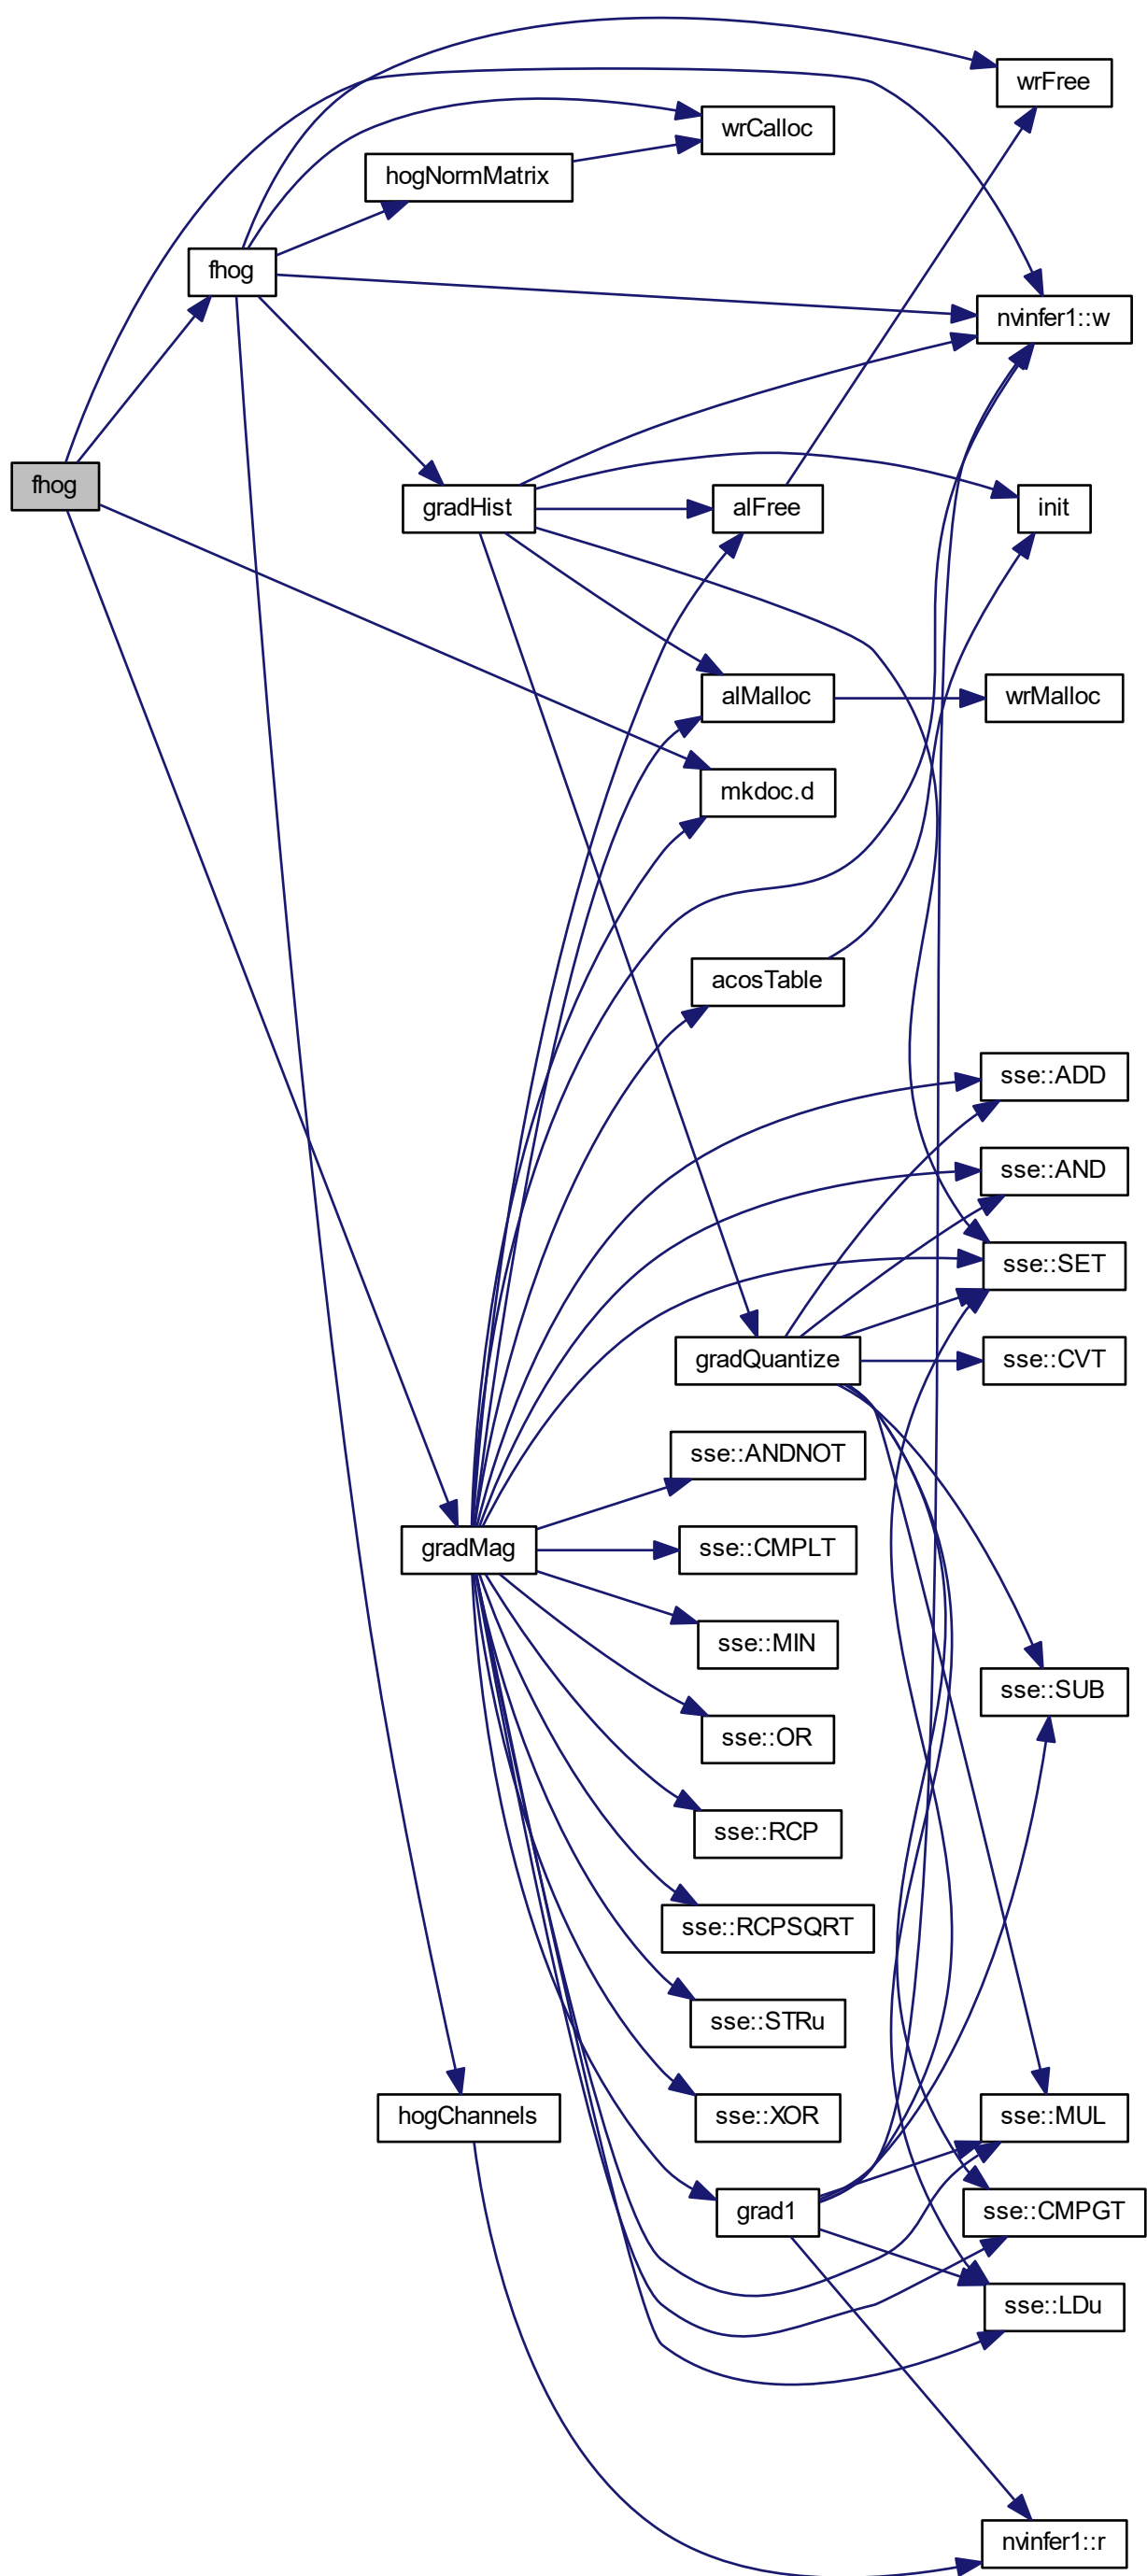 wrFree
wrCalloc
hogNormMatrix
fhog
nvinfer1::w
fhog
gradHist
alFree
init
alMalloc
wrMalloc
mkdoc.d
acosTable
sse::ADD
sse::AND
sse::SET
gradQuantize
sse::CVT
sse::ANDNOT
gradMag
sse::CMPLT
sse::MIN
sse::SUB
sse::OR
sse::RCP
sse::RCPSQRT
sse::STRu
hogChannels
sse::XOR
sse::MUL
grad1
sse::CMPGT
sse::LDu
nvinfer1::r